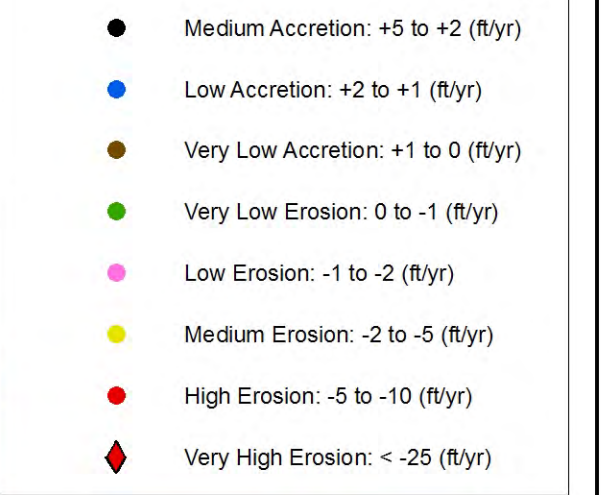 Medium Accretion: +5 to +2 (ft/yr)
Low Accretion: +2 to +1 (ft/yr)
Very Low Accretion: +1 to 0 (ft/yr)
Very Low Erosion: 0 to -1 (ft/yr)
Low Erosion: -1 to -2 (ft/yr)
Medium Erosion: -2 to -5 (ft/yr)
High Erosion: -5 to -10 (ft/yr)
Very High Erosion: < -25 (ft/yr)